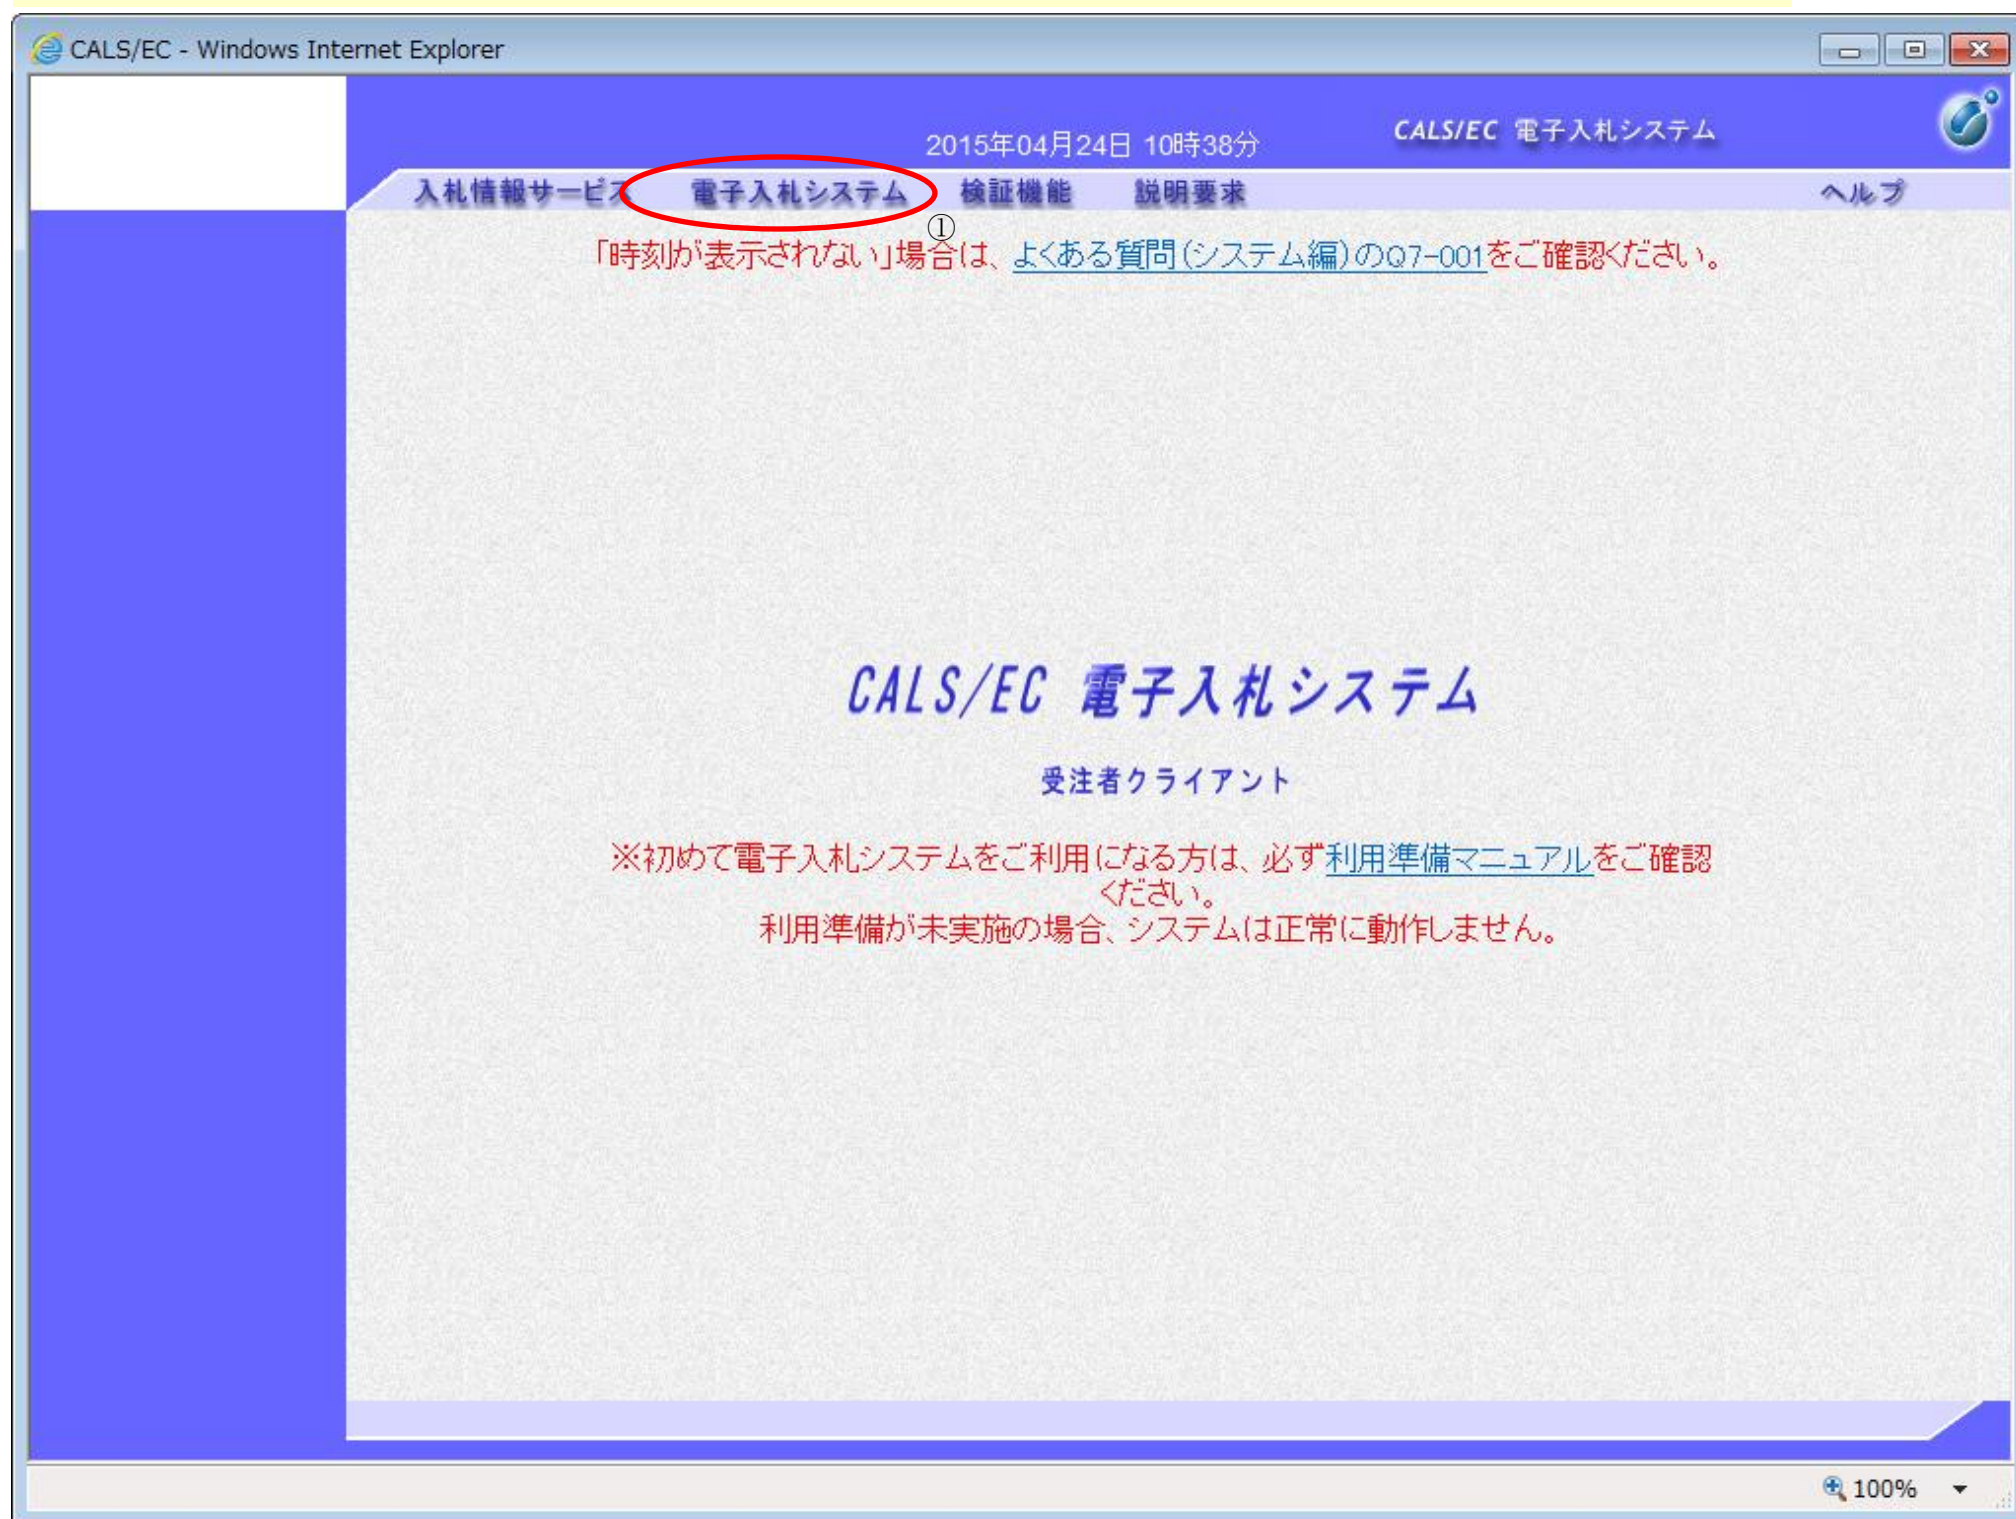 CALS/EC - Windows Internet Explorer
2015年04月24日 10時38分
CALS/EC 電子入札システム
入札情報サービス 電子入札システム 検証機能 説明要求 ヘルプ
①
「時刻が表示されない」場合は、よくある質問(システム編)のQ7-001をご確認ください。
CALS/EC 電子入札システム
受注者クライアント
※初めて電子入札システムをご利用になる方は、必ず利用準備マニュアルをご確認
ください。
利用準備が未実施の場合、システムは正常に動作しません。
100%